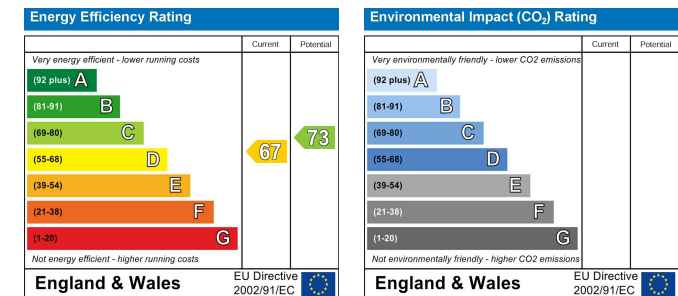 Energy Efficiency Rating
Current Potential
Very energy efficient - lower running costs
(92 plus) A
(81-91) B
(69-80) C
(55-68) D
(39-54) E
(21-38) F
(1-20) G
67
73
Not energy efficient - higher running costs
England & Wales
EU Directive
2002/91/EC
Environmental Impact (CO₂) Rating
Current Potential
Very environmentally friendly - lower CO2 emissions
(92 plus) A
(81-91) B
(69-80) C
(55-68) D
(39-54) E
(21-38) F
(1-20) G
Not environmentally friendly - higher CO2 emissions
England & Wales
EU Directive
2002/91/EC